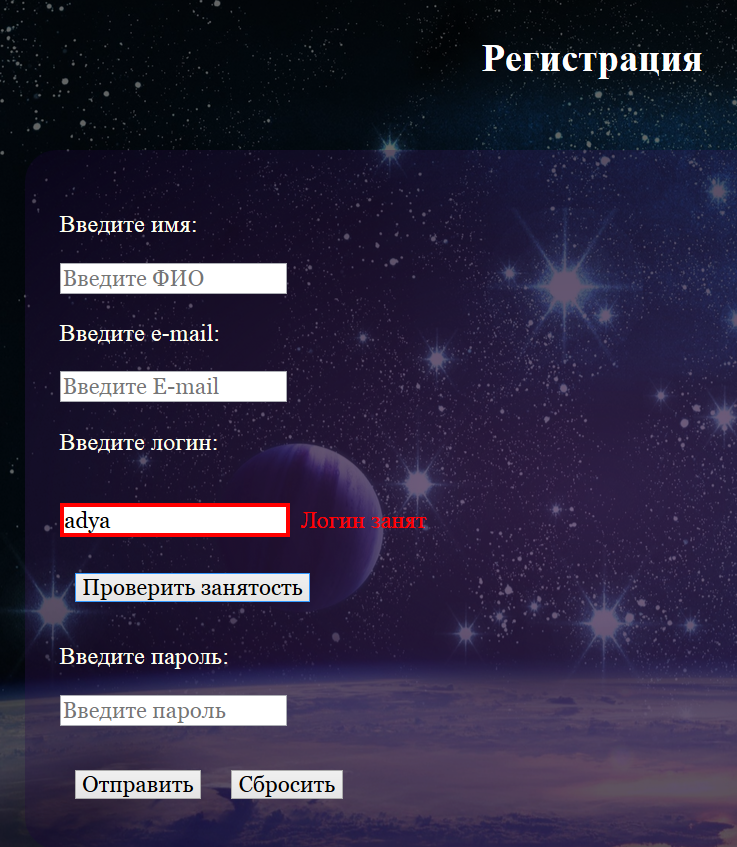 Регистрация
Введите имя:
Введите ФИО
Введите e-mail:
Введите E-mail
Введите логин:
adya Логин занят
Проверить занятость
Введите пароль:
Введите пароль
Отправить Сбросить